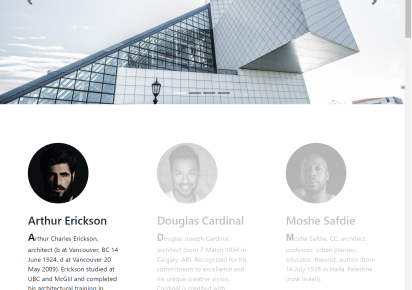 Arthur Erickson
Arthur Charles Erickson,
architect (b at Vancouver, BC 14
June 1924, d at Vancouver 20
May 2009). Erickson studied at
UBC and McGill and completed
his architectural training in
Douglas Cardinal
Douglas Joseph Cardinal,
architect (born 7 March 1934 in
Calgary, AB). Recognized for his
commitment to excellence and
his unique creative vision,
Cardinal is credited with
Moshe Safdie
Moshe Safdie, CC, architect,
professor, urban planner,
educator, theorist, author (born
14 July 1938 in Haifa, Palestine
(now Israel)).